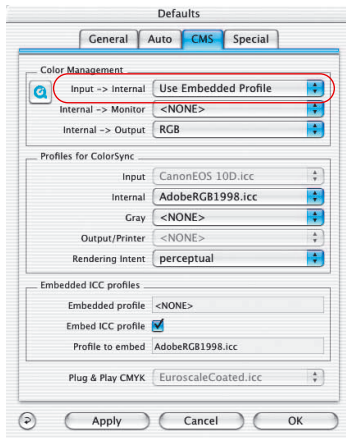 Defaults
General Auto CMS Special
Color Management
Input -> Internal Use Embedded Profile
Internal -> Monitor <NONE>
Internal -> Output RGB
Profiles for ColorSync
Input CanonEOS 10D.icc
Internal AdobeRGB1998.icc
Gray <NONE>
Output/Printer <NONE>
Rendering Intent perceptual
Embedded ICC profiles
Embedded profile <NONE>
Embed ICC profile
Profile to embed AdobeRGB1998.icc
Plug & Play CMYK EuroscaleCoated.icc
? Apply Cancel OK